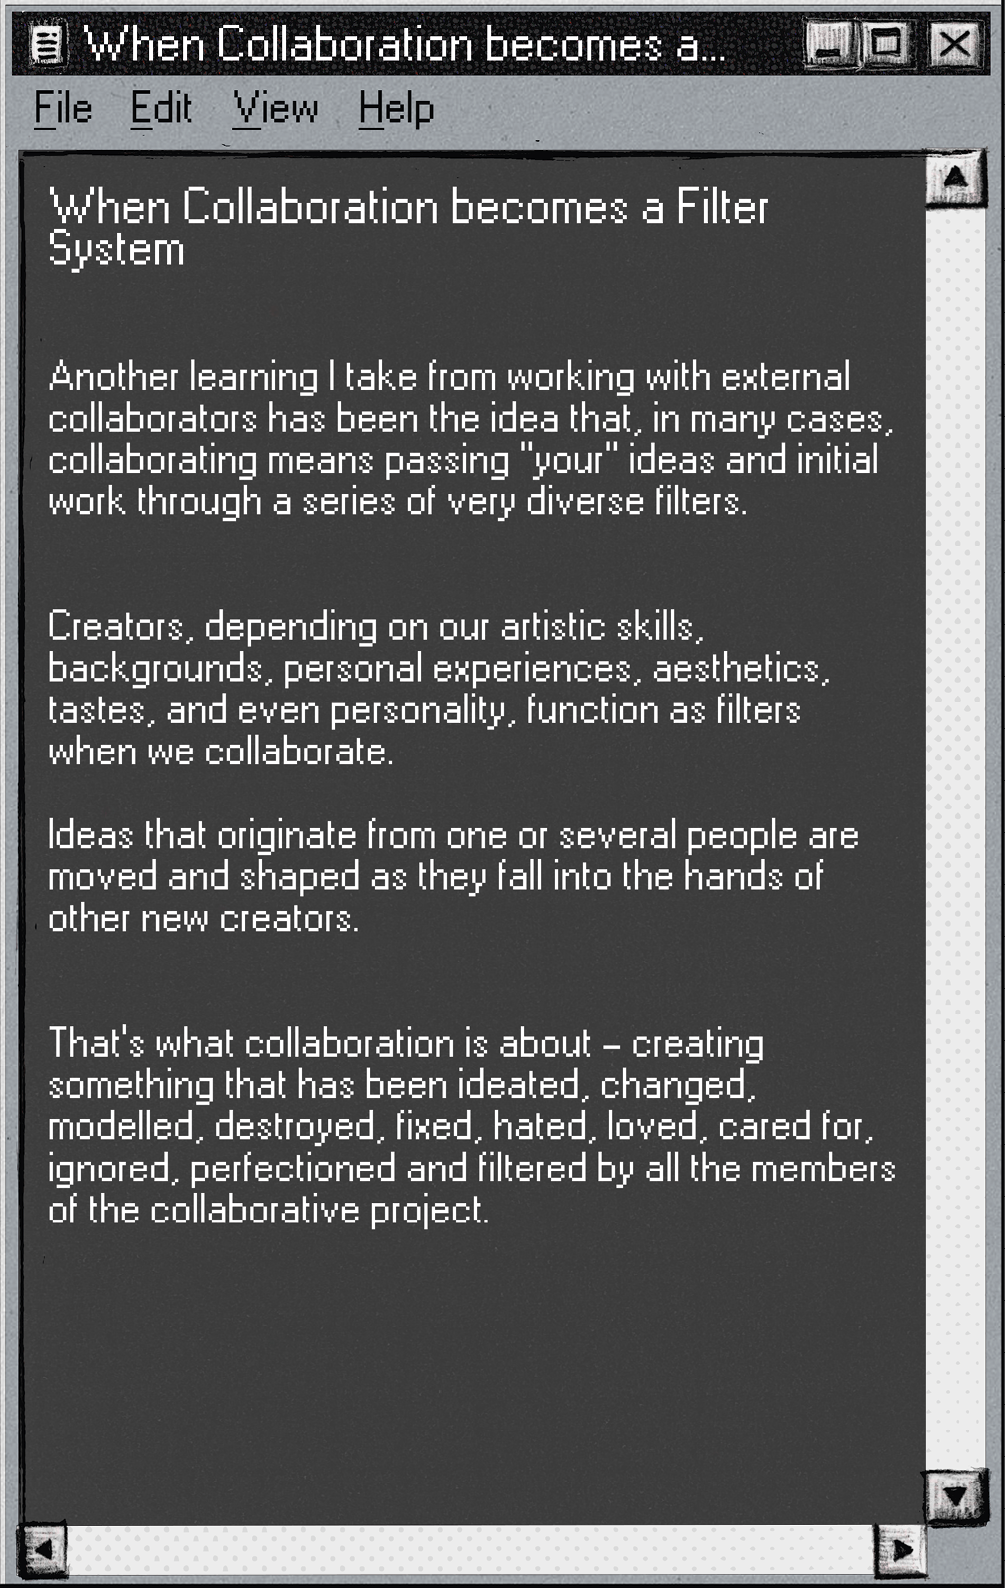 When Collaboration becomes a...
File Edit View Help
When Collaboration becomes a Filter
System
Another learning I take from working with external
collaborators has been the idea that, in many cases,
collaborating means passing "your" ideas and initial
work through a series of very diverse filters.
Creators, depending on our artistic skills,
backgrounds, personal experiences, aesthetics,
tastes, and even personality, function as filters
when we collaborate.
Ideas that originate from one or several people are
moved and shaped as they fall into the hands of
other new creators.
That's what collaboration is about – creating
something that has been ideated, changed,
modelled, destroyed, fixed, hated, loved, cared for,
ignored, perfectioned and filtered by all the members
of the collaborative project.